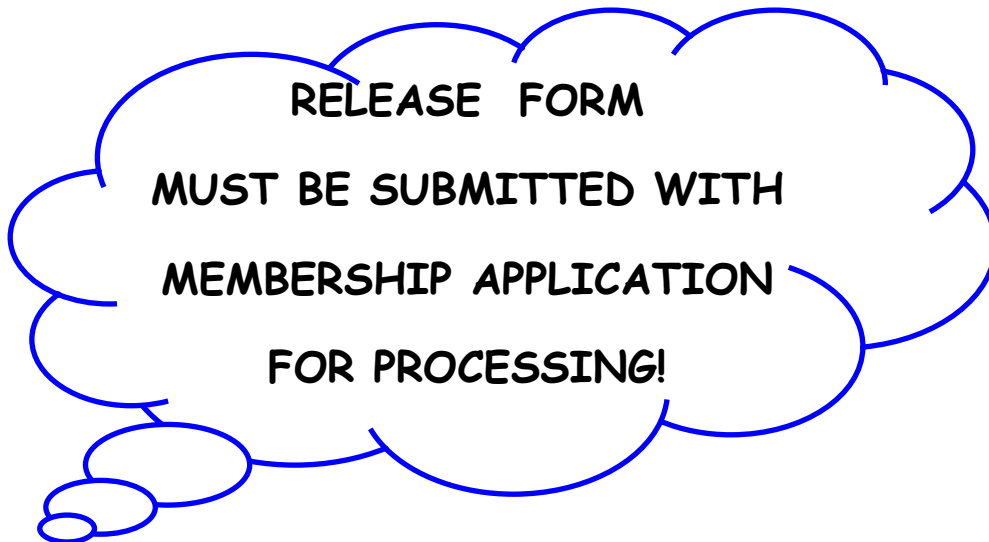 RELEASE FORM
MUST BE SUBMITTED WITH
MEMBERSHIP APPLICATION
FOR PROCESSING!